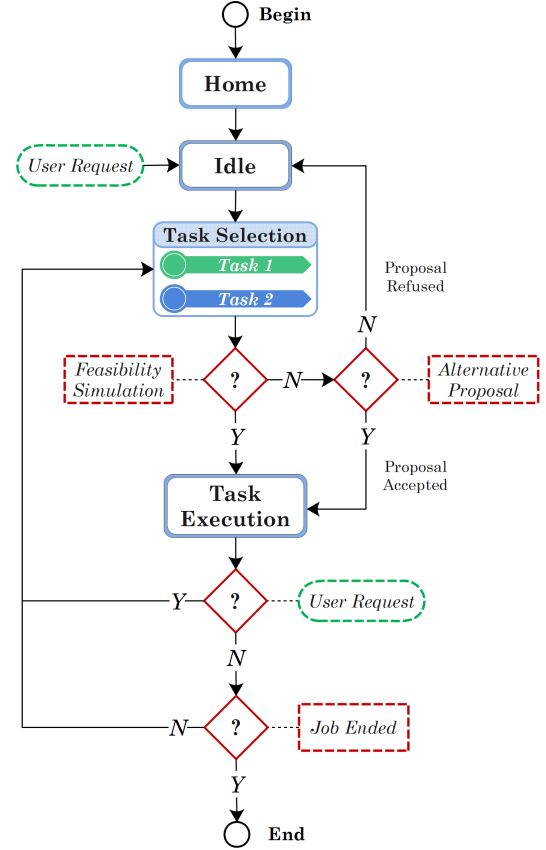 Begin
Home
User Request
Idle
Task Selection
Task 1
Task 2
Proposal
Refused
N
Feasibility
Simulation
?
N
?
Alternative
Proposal
Y
Y
Proposal
Accepted
Task
Execution
Y
?
User Request
N
N
?
Job Ended
Y
End